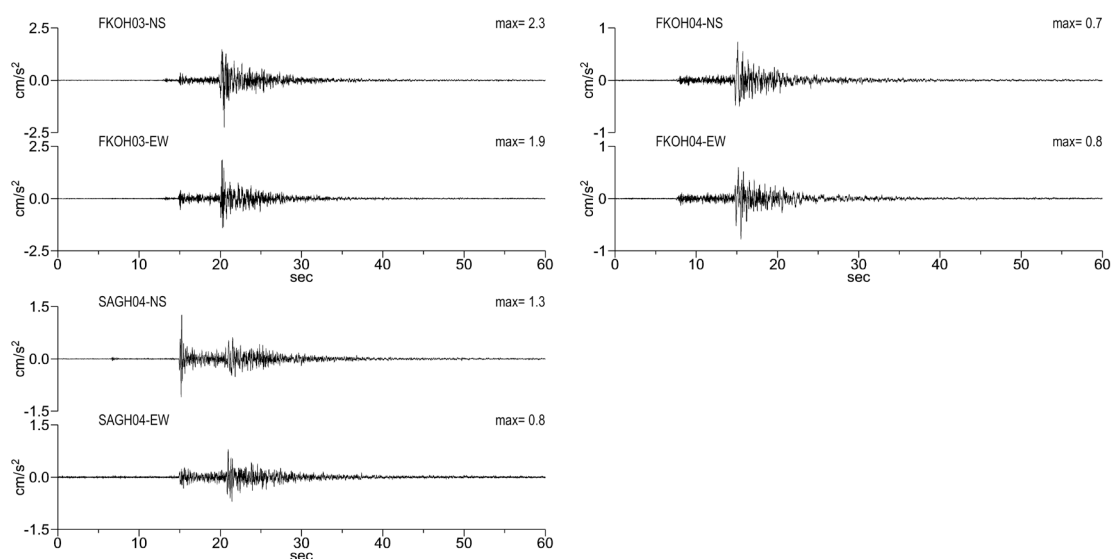 FKOH03-NS max= 2.3
2.5
0.0
-2.5
cm/s²
FKOH03-EW max= 1.9
2.5
0.0
-2.5
cm/s²
0 10 20 30 40 50 60
sec
FKOH04-NS max= 0.7
1
0
-1
cm/s²
FKOH04-EW max= 0.8
1
0
-1
cm/s²
0 10 20 30 40 50 60
sec
SAGH04-NS max= 1.3
1.5
0.0
-1.5
cm/s²
SAGH04-EW max= 0.8
1.5
0.0
-1.5
cm/s²
0 10 20 30 40 50 60
sec